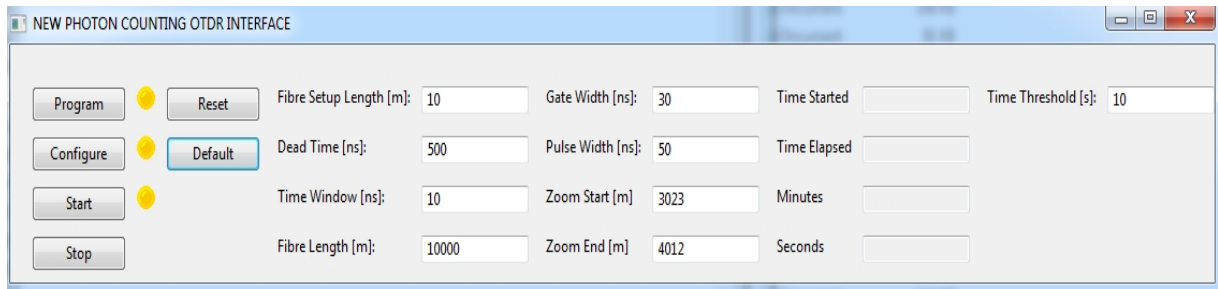 NEW PHOTON COUNTING OTDR INTERFACE
Program Reset Fibre Setup Length [m]: 10 Gate Width [ns]: 30 Time Started Time Threshold [s]: 10
Configure Default Dead Time [ns]: 500 Pulse Width [ns]: 50 Time Elapsed
Start Time Window [ns]: 10 Zoom Start [m] 3023 Minutes
Stop Fibre Length [m]: 10000 Zoom End [m] 4012 Seconds